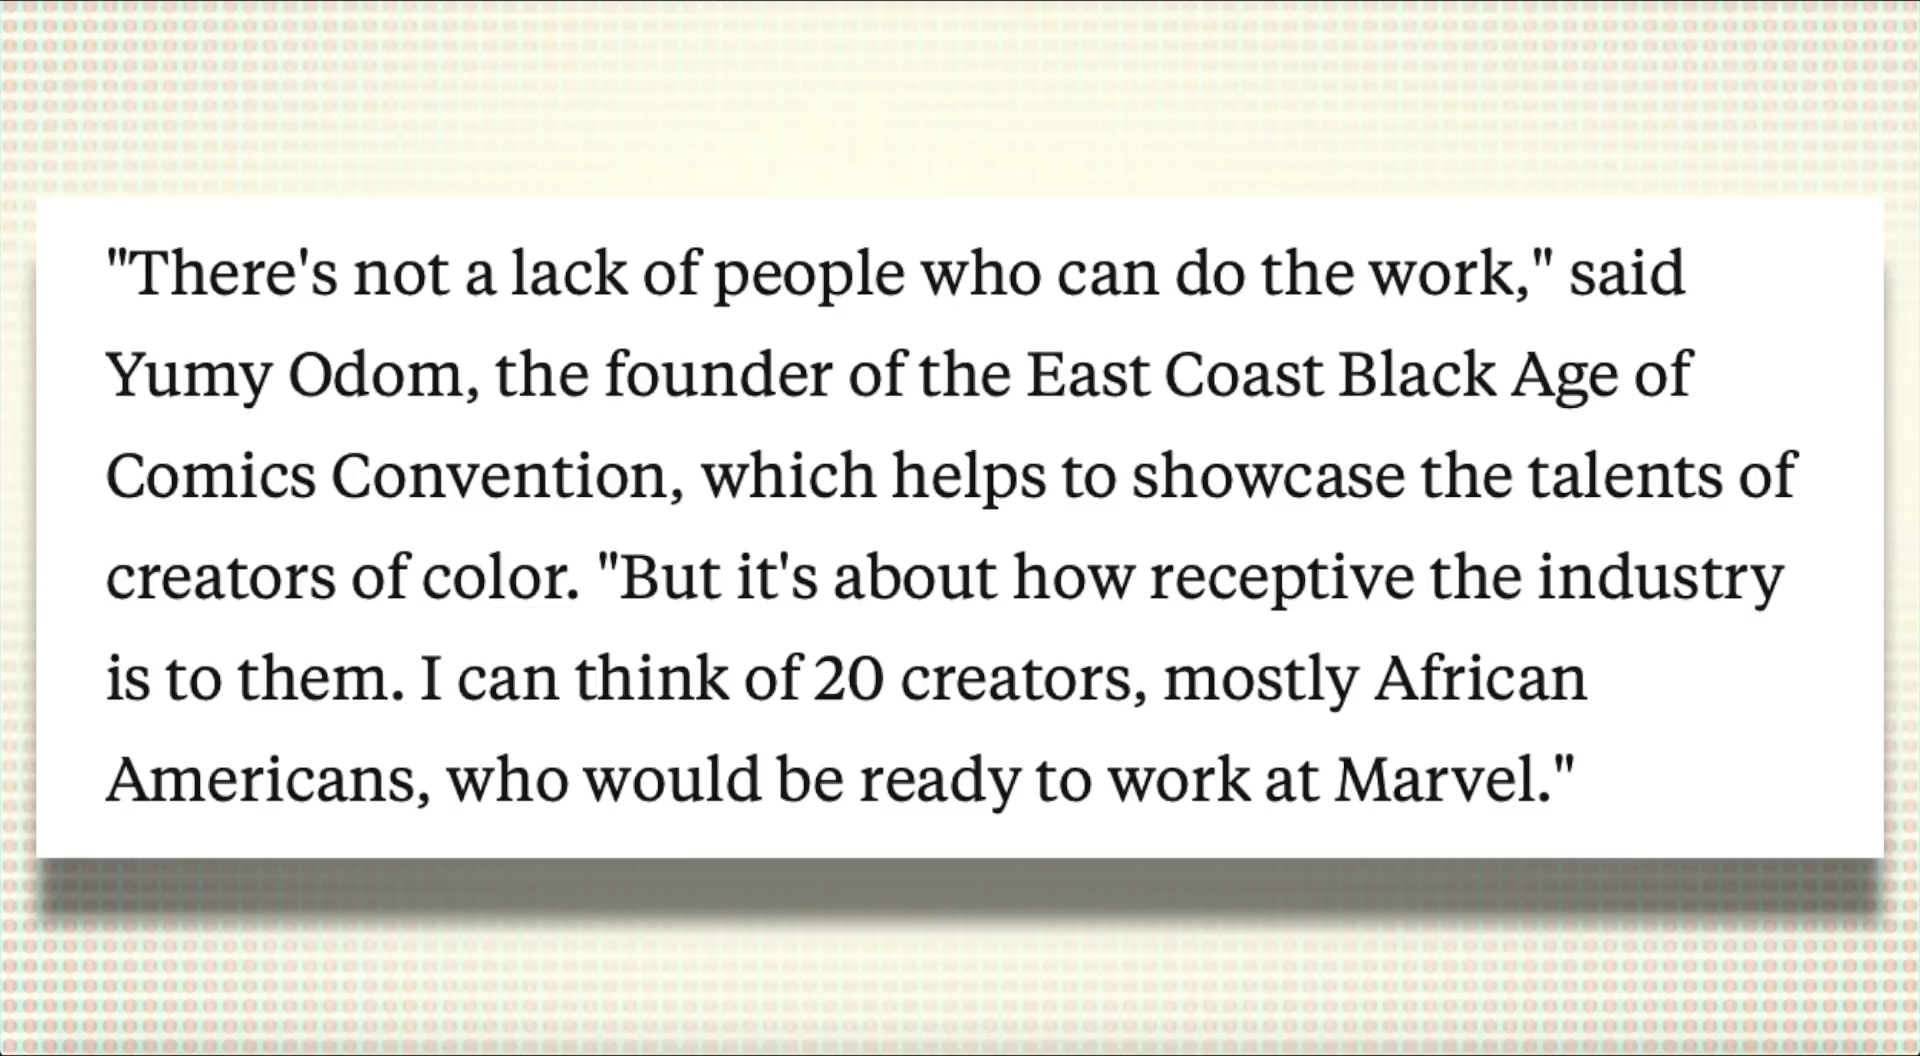 "There's not a lack of people who can do the work," said
Yumy Odom, the founder of the East Coast Black Age of
Comics Convention, which helps to showcase the talents of
creators of color. "But it's about how receptive the industry
is to them. I can think of 20 creators, mostly African
Americans, who would be ready to work at Marvel."